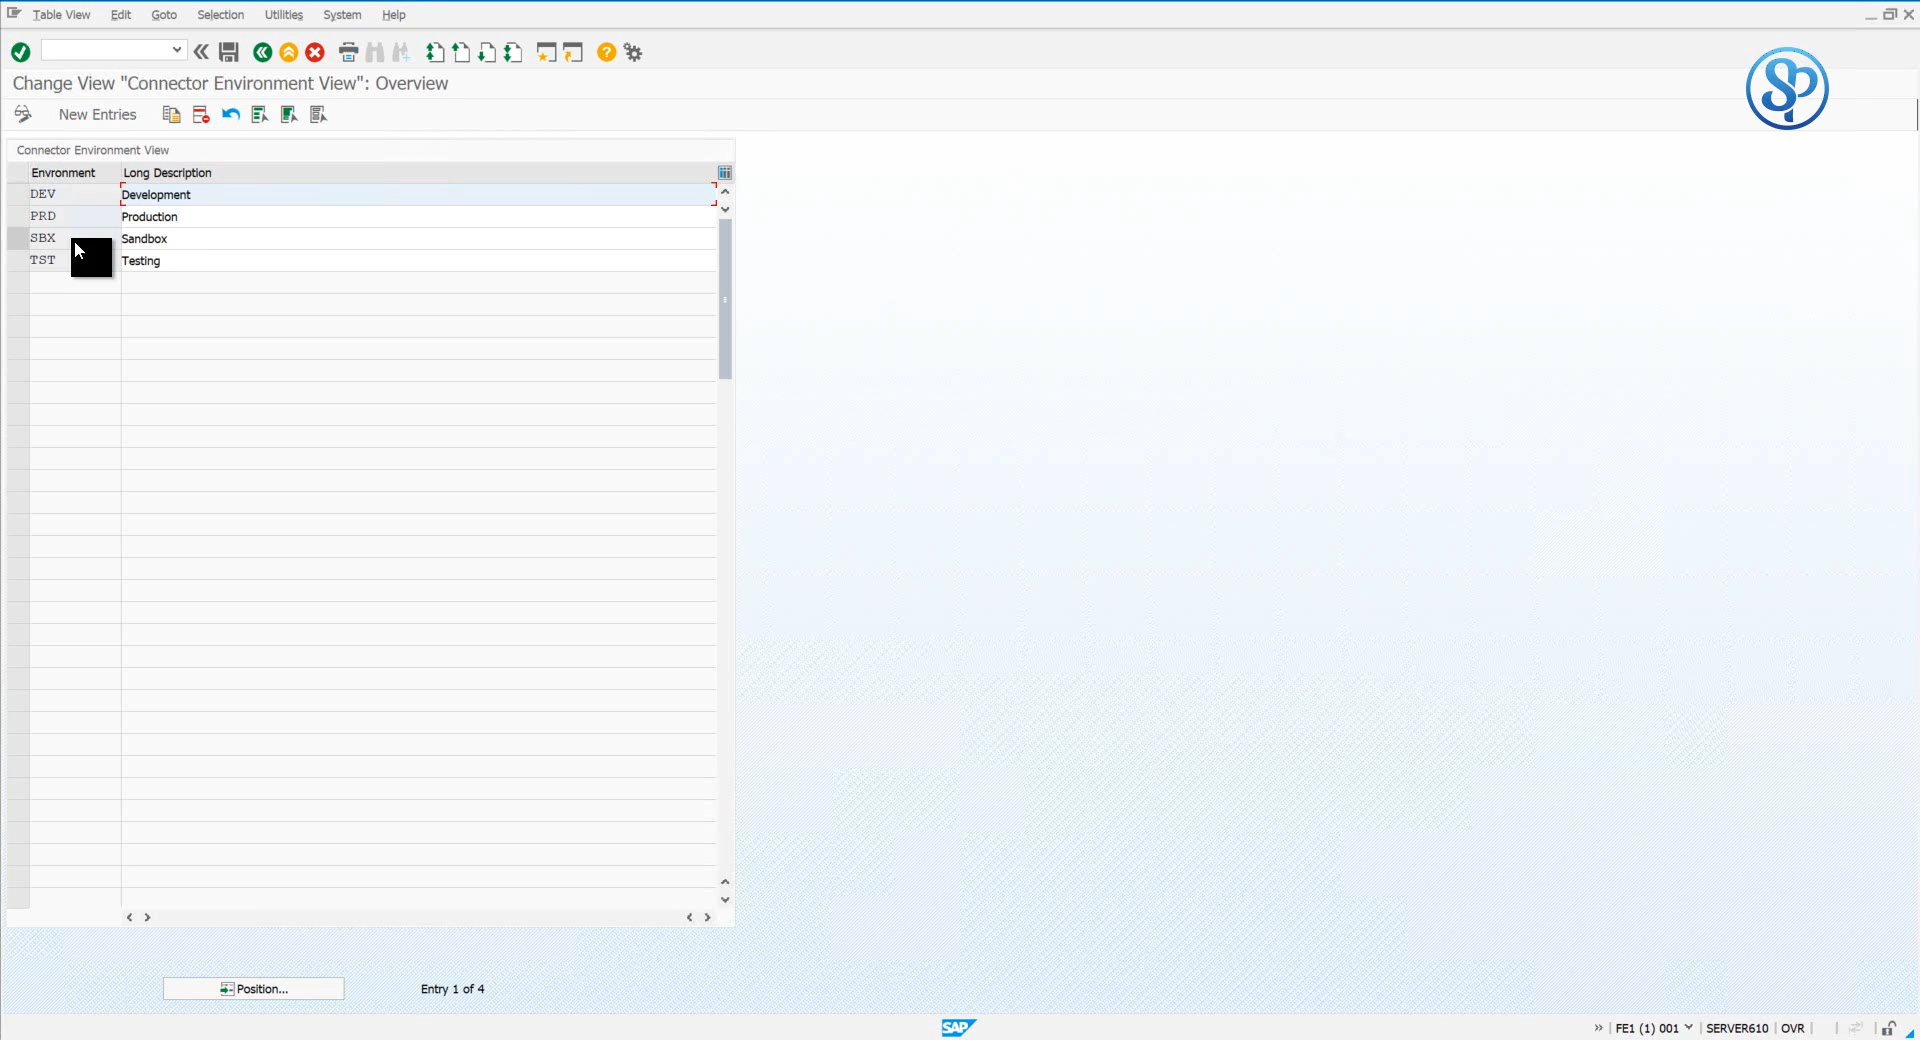 Table View Edit Goto Selection Utilities System Help
Change View "Connector Environment View": Overview
SP
New Entries
Connector Environment View
Envronment Long Description
DEV Development
PRD Production
SBX Sandbox
TST Testing
Position... Entry 1 of 4
SAP FE1 (1) 001 SERVER610 OVR